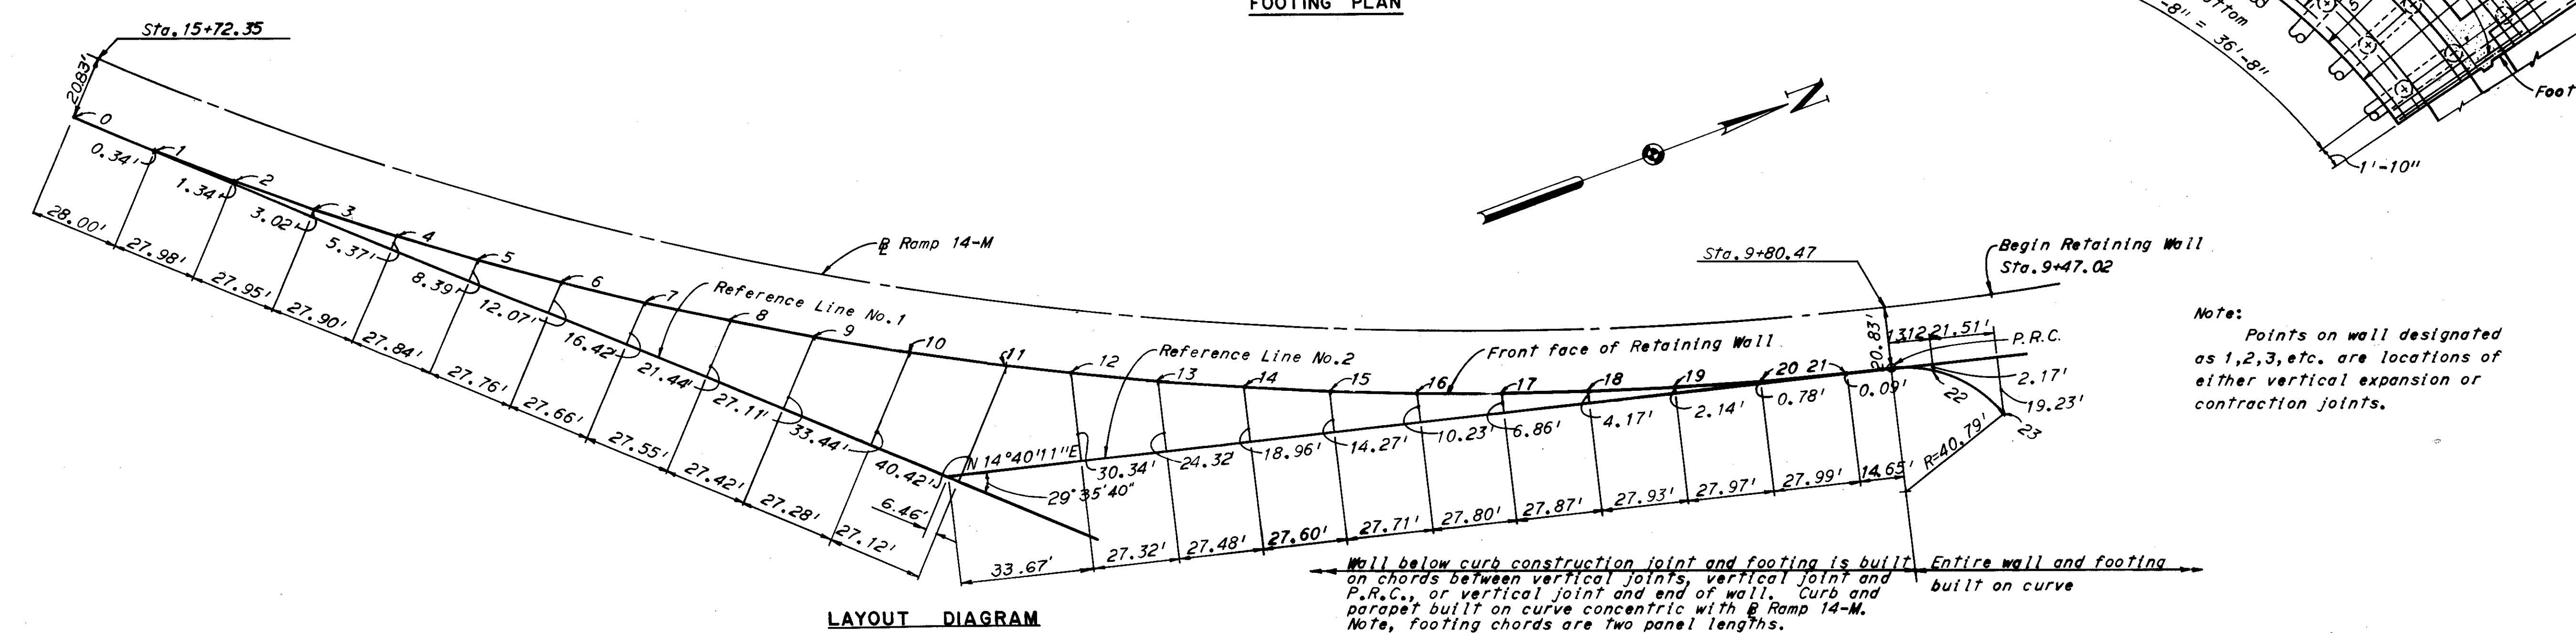 FOOTING PLAN
Sta. 15+72.35
20.83'
0
1
2
3
4
5
6
7
8
9
10
11
12
13
14
15
16
17
18
19
20 21
22
23
0.34'
1.34'
3.02'
5.37'
8.39'
12.07'
16.42'
21.44'
27.11'
33.44'
40.42'
28.00'
27.98'
27.95'
27.90'
27.84'
27.76'
27.66'
27.55'
27.42'
27.28'
27.12'
6.46'
Reference Line No.1
℄ Ramp 14-M
N
N 14°40'11"E
29°35'40"
Reference Line No.2
Front face of Retaining Wall
30.34'
24.32'
18.96'
14.27'
10.23'
6.86'
4.17'
2.14'
0.78'
0.09'
33.67'
27.32'
27.48'
27.60'
27.71'
27.80'
27.87'
27.93'
27.97'
27.99'
14.65'
Sta. 9+80.47
20.83'
13.12
21.51'
P.R.C.
2.17'
19.23'
R=40.79'
Begin Retaining Wall
Sta. 9+47.02
Note:
Points on wall designated
as 1,2,3,etc. are locations of
either vertical expansion or
contraction joints.
Wall below curb construction joint and footing is built
on chords between vertical joints, vertical joint and
P.R.C., or vertical joint and end of wall. Curb and
parapet built on curve concentric with ℄ Ramp 14-M.
Note, footing chords are two panel lengths.
Entire wall and footing
built on curve
LAYOUT DIAGRAM
-8" = 36'-8"
1'-10"